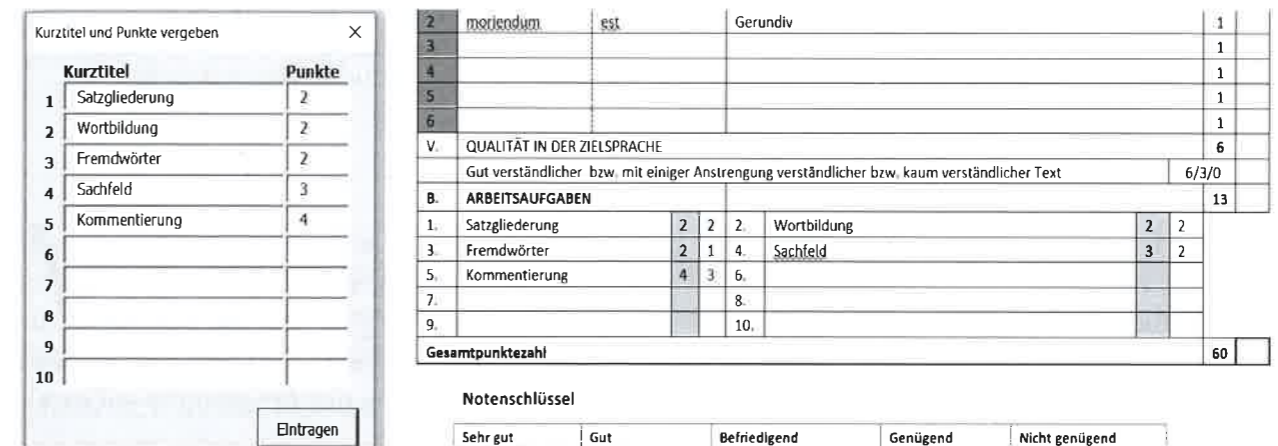 Kurztitel und Punkte vergeben ×
Kurztitel Punkte
1 Satzgliederung 2
2 Wortbildung 2
3 Fremdwörter 2
4 Sachfeld 3
5 Kommentierung 4
6
7
8
9
10
EIntragen
2 moriendum est Gerundiv 1
3 1
4 1
5 1
6 1
V. QUALITÄT IN DER ZIELSPRACHE 6
Gut verständlicher bzw. mit einiger Anstrengung verständlicher bzw. kaum verständlicher Text 6/3/0
B. ARBEITSAUFGABEN 13
1. Satzgliederung 2 2 2. Wortbildung 2 2
3. Fremdwörter 2 1 4. Sachfeld 3 2
5. Kommentierung 4 3 6.
7. 8.
9. 10.
Gesamtpunktezahl 60
Notenschlüssel
Sehr gut Gut Befriedigend Genügend Nicht genügend